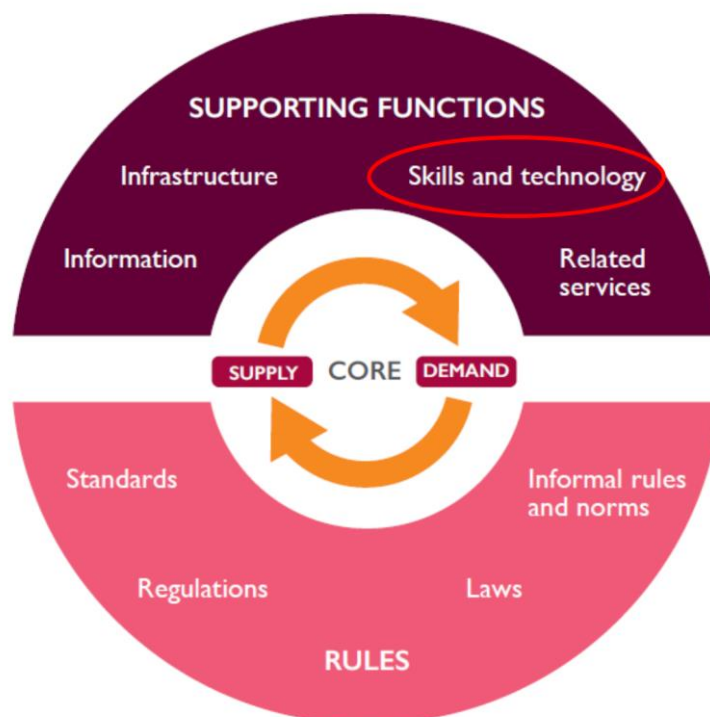 SUPPORTING FUNCTIONS
Infrastructure
Skills and technology
Information
Related
services
SUPPLY
CORE
DEMAND
Standards
Informal rules
and norms
Regulations
Laws
RULES